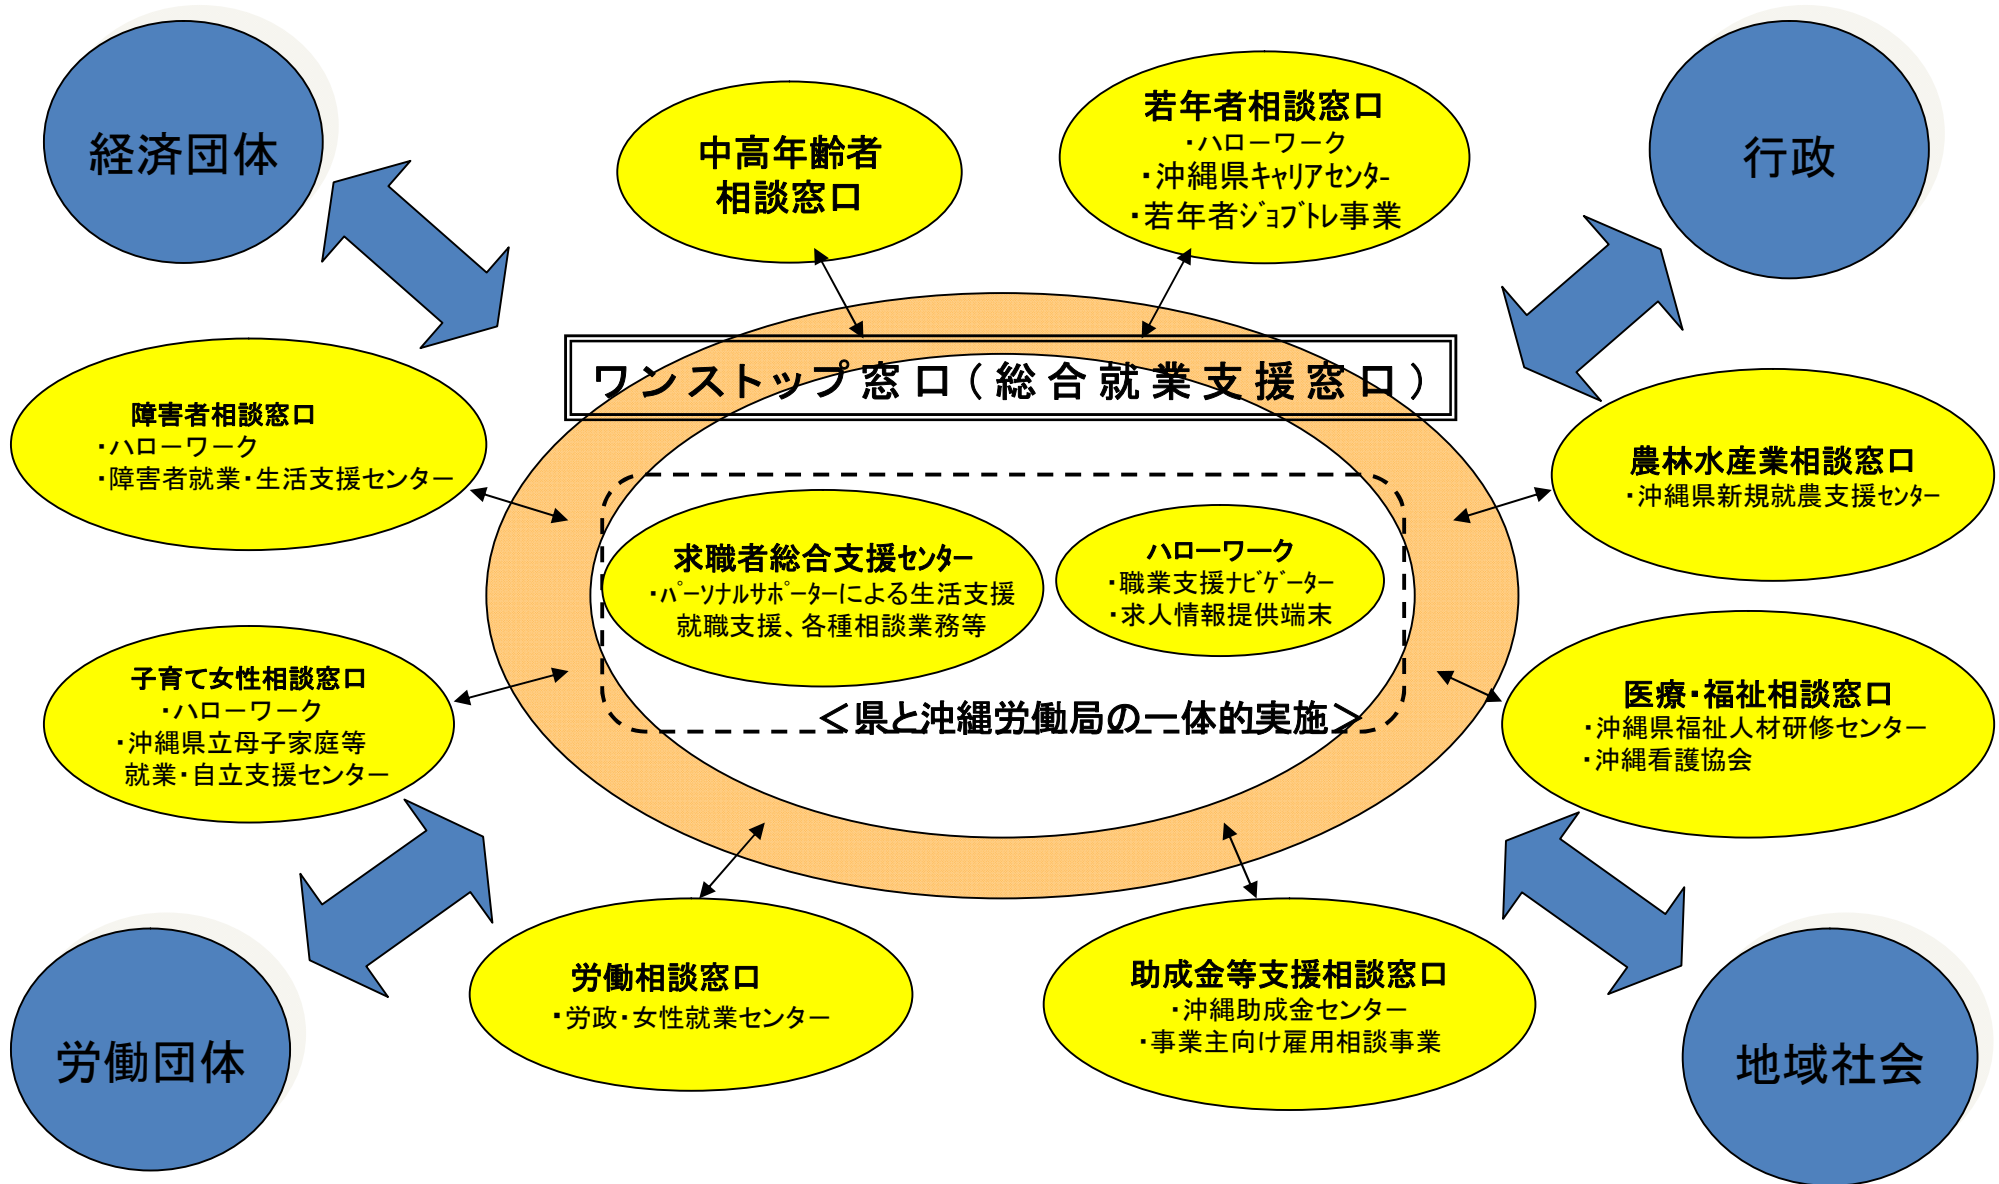 経済団体
中高年齢者
相談窓口
若年者相談窓口
・ハローワーク
・沖縄県ｷｬﾘｱｾﾝﾀｰ
・若年者ｼﾞｮﾌﾞﾄﾚ事業
行政
ワンストップ窓口（総合就業支援窓口）
障害者相談窓口
・ハローワーク
・障害者就業・生活支援センター
農林水産業相談窓口
・沖縄県新規就農支援ｾﾝﾀｰ
求職者総合支援ｾﾝﾀｰ
・ﾊﾟｰｿﾅﾙｻﾎﾟｰﾀｰによる生活支援
就職支援、各種相談業務等
ハローワーク
・職業支援ﾅﾋﾞｹﾞｰﾀｰ
・求人情報提供端末
＜県と沖縄労働局の一体的実施＞
子育て女性相談窓口
・ハローワーク
・沖縄県立母子家庭等
就業・自立支援センター
医療・福祉相談窓口
・沖縄県福祉人材研修センター
・沖縄看護協会
労働相談窓口
・労政・女性就業センター
助成金等支援相談窓口
・沖縄助成金センター
・事業主向け雇用相談事業
労働団体
地域社会